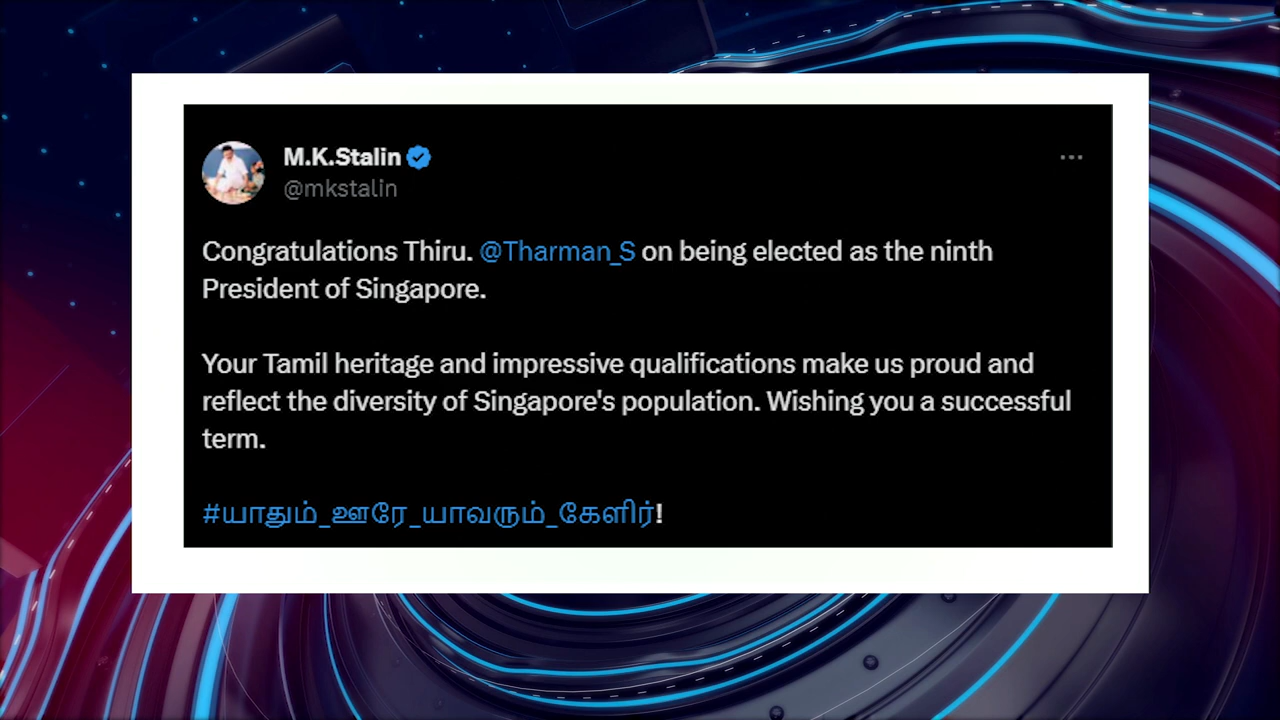 M.K.Stalin
@mkstalin
Congratulations Thiru. @Tharman_S on being elected as the ninth
President of Singapore.
Your Tamil heritage and impressive qualifications make us proud and
reflect the diversity of Singapore's population. Wishing you a successful
term.
#யாதும்_ஊரே_யாவரும்_கேளிர்!